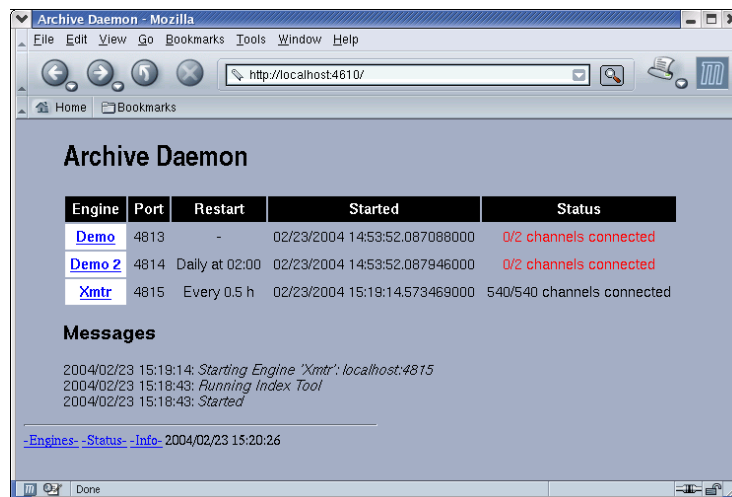 Archive Daemon - Mozilla
File Edit View Go Bookmarks Tools Window Help
http://localhost:4610/
Home Bookmarks
Archive Daemon
Engine Port Restart Started Status
Demo 4813 - 02/23/2004 14:53:52.087088000 0/2 channels connected
Demo 2 4814 Daily at 02:00 02/23/2004 14:53:52.087946000 0/2 channels connected
Xmtr 4815 Every 0.5 h 02/23/2004 15:19:14.573469000 540/540 channels connected
Messages
2004/02/23 15:19:14: Starting Engine 'Xmtr': localhost:4815
2004/02/23 15:18:43: Running Index Tool
2004/02/23 15:18:43: Started
-Engines- -Status- -Info- 2004/02/23 15:20:26
Done